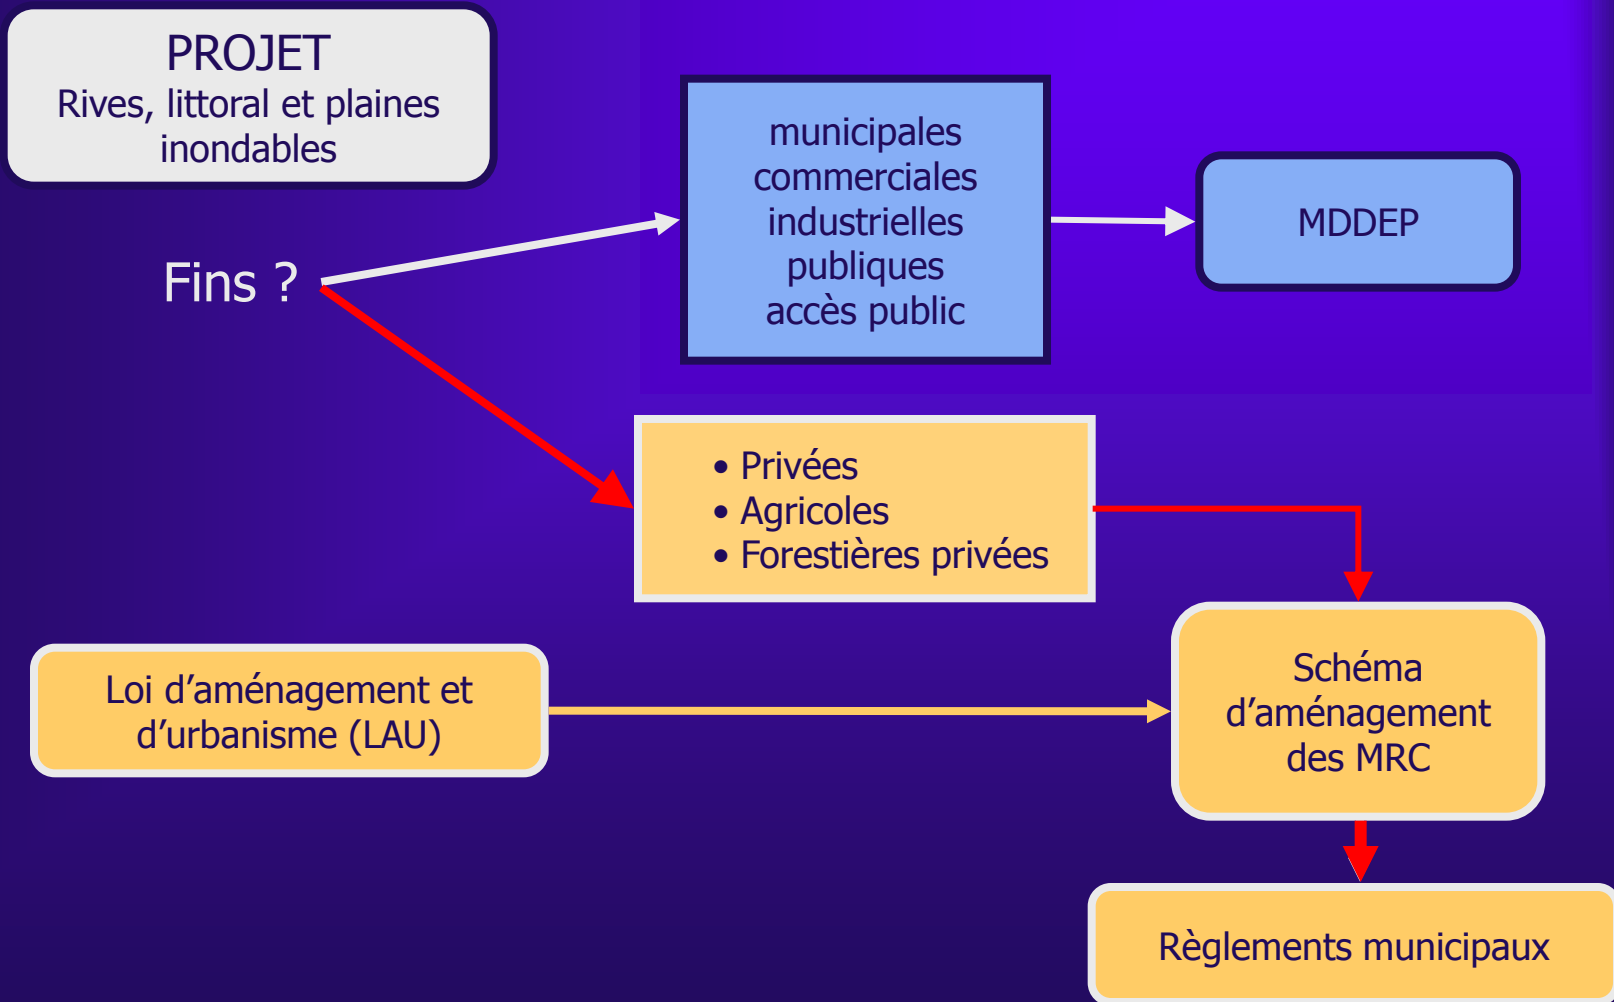 PROJET
Rives, littoral et plaines
inondables
Fins ?
municipales
commerciales
industrielles
publiques
accès public
MDDEP
• Privées
• Agricoles
• Forestières privées
Loi d’aménagement et
d’urbanisme (LAU)
Schéma
d’aménagement
des MRC
Règlements municipaux